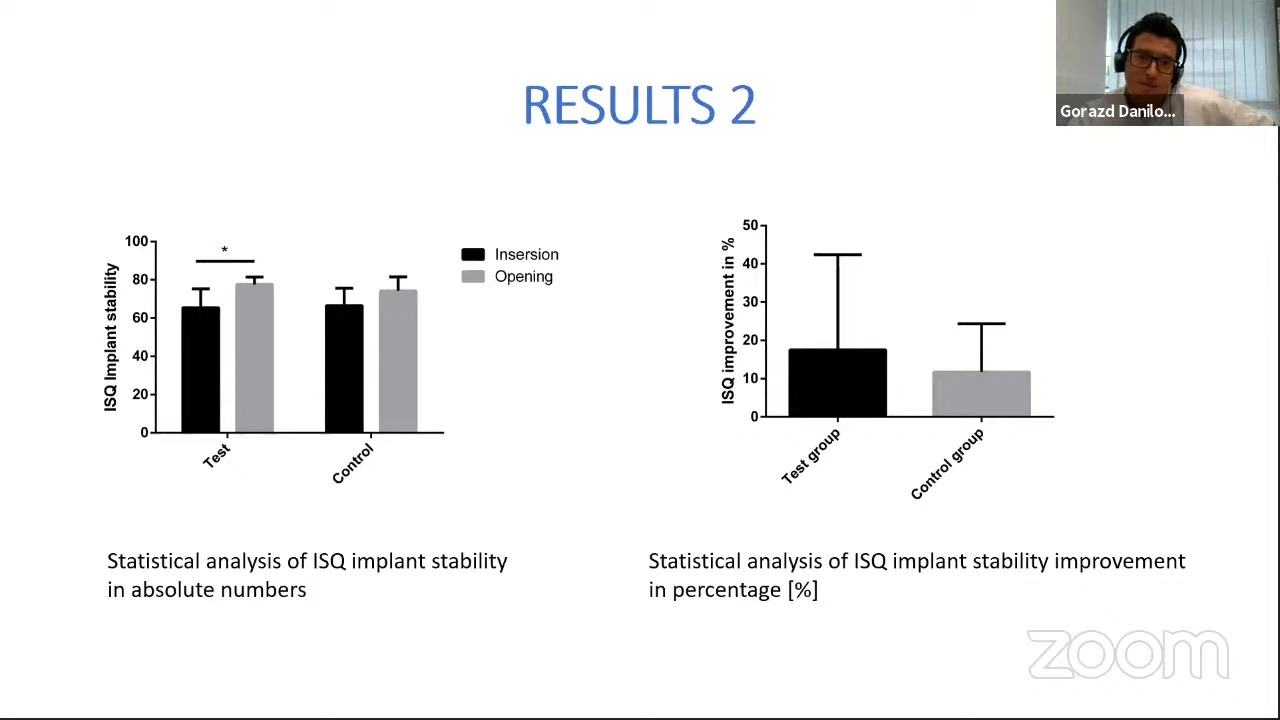 Gorazd Danilo...
RESULTS 2
100
80
60
40
20
0
ISQ Implant stability
*
Insersion
Opening
Test
Control
50
40
30
20
10
0
ISQ improvement in %
Test group
Control group
Statistical analysis of ISQ implant stability
in absolute numbers
Statistical analysis of ISQ implant stability improvement
in percentage [%]
zoom